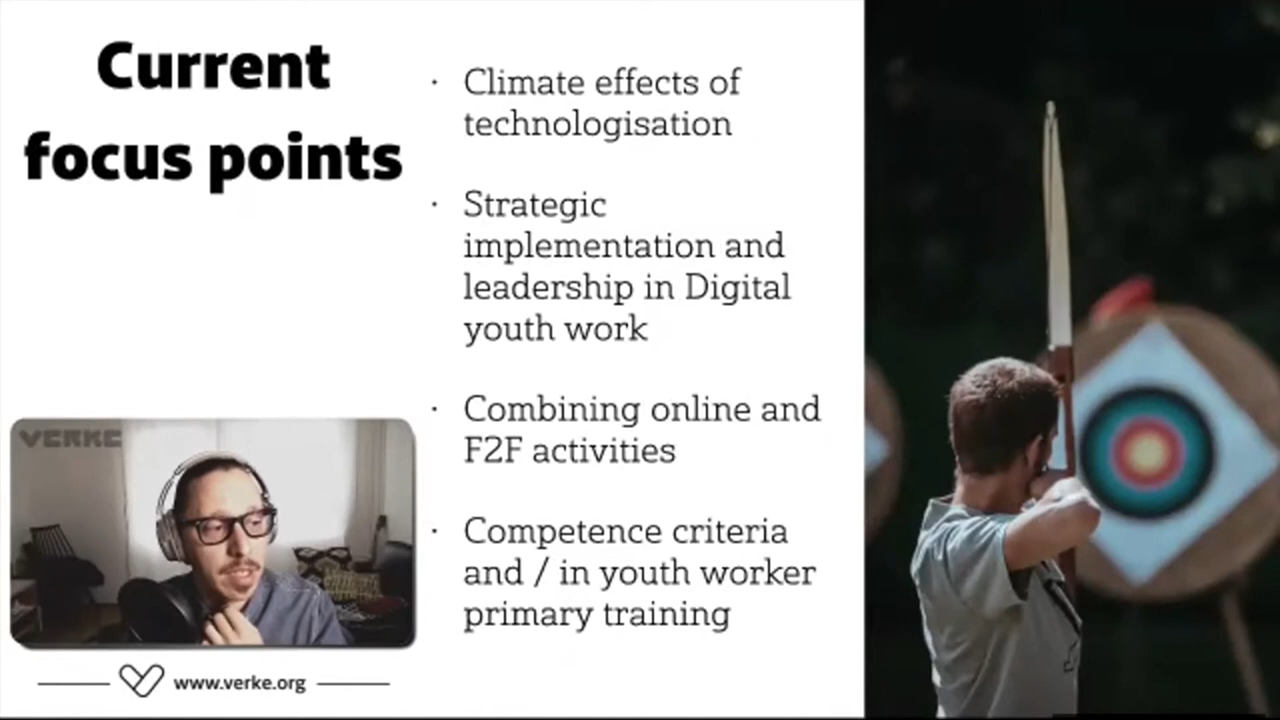 Current
focus points
· Climate effects of
technologisation
· Strategic
implementation and
leadership in Digital
youth work
· Combining online and
F2F activities
· Competence criteria
and / in youth worker
primary training
VERKE
www.verke.org